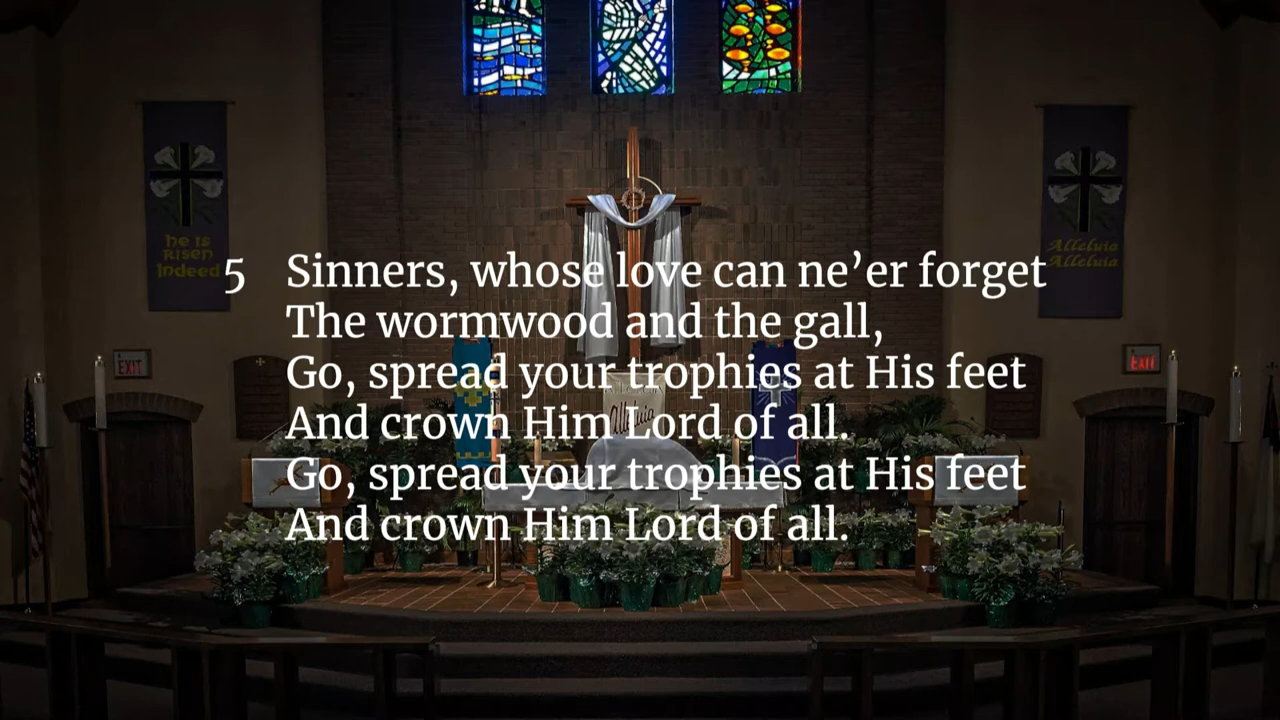 he is
Risen
Indeed
Alleluia
Alleluia
5 Sinners, whose love can ne’er forget
The wormwood and the gall,
Go, spread your trophies at His feet
And crown Him Lord of all.
Go, spread your trophies at His feet
And crown Him Lord of all.
EXIT
EXIT
Alleluia